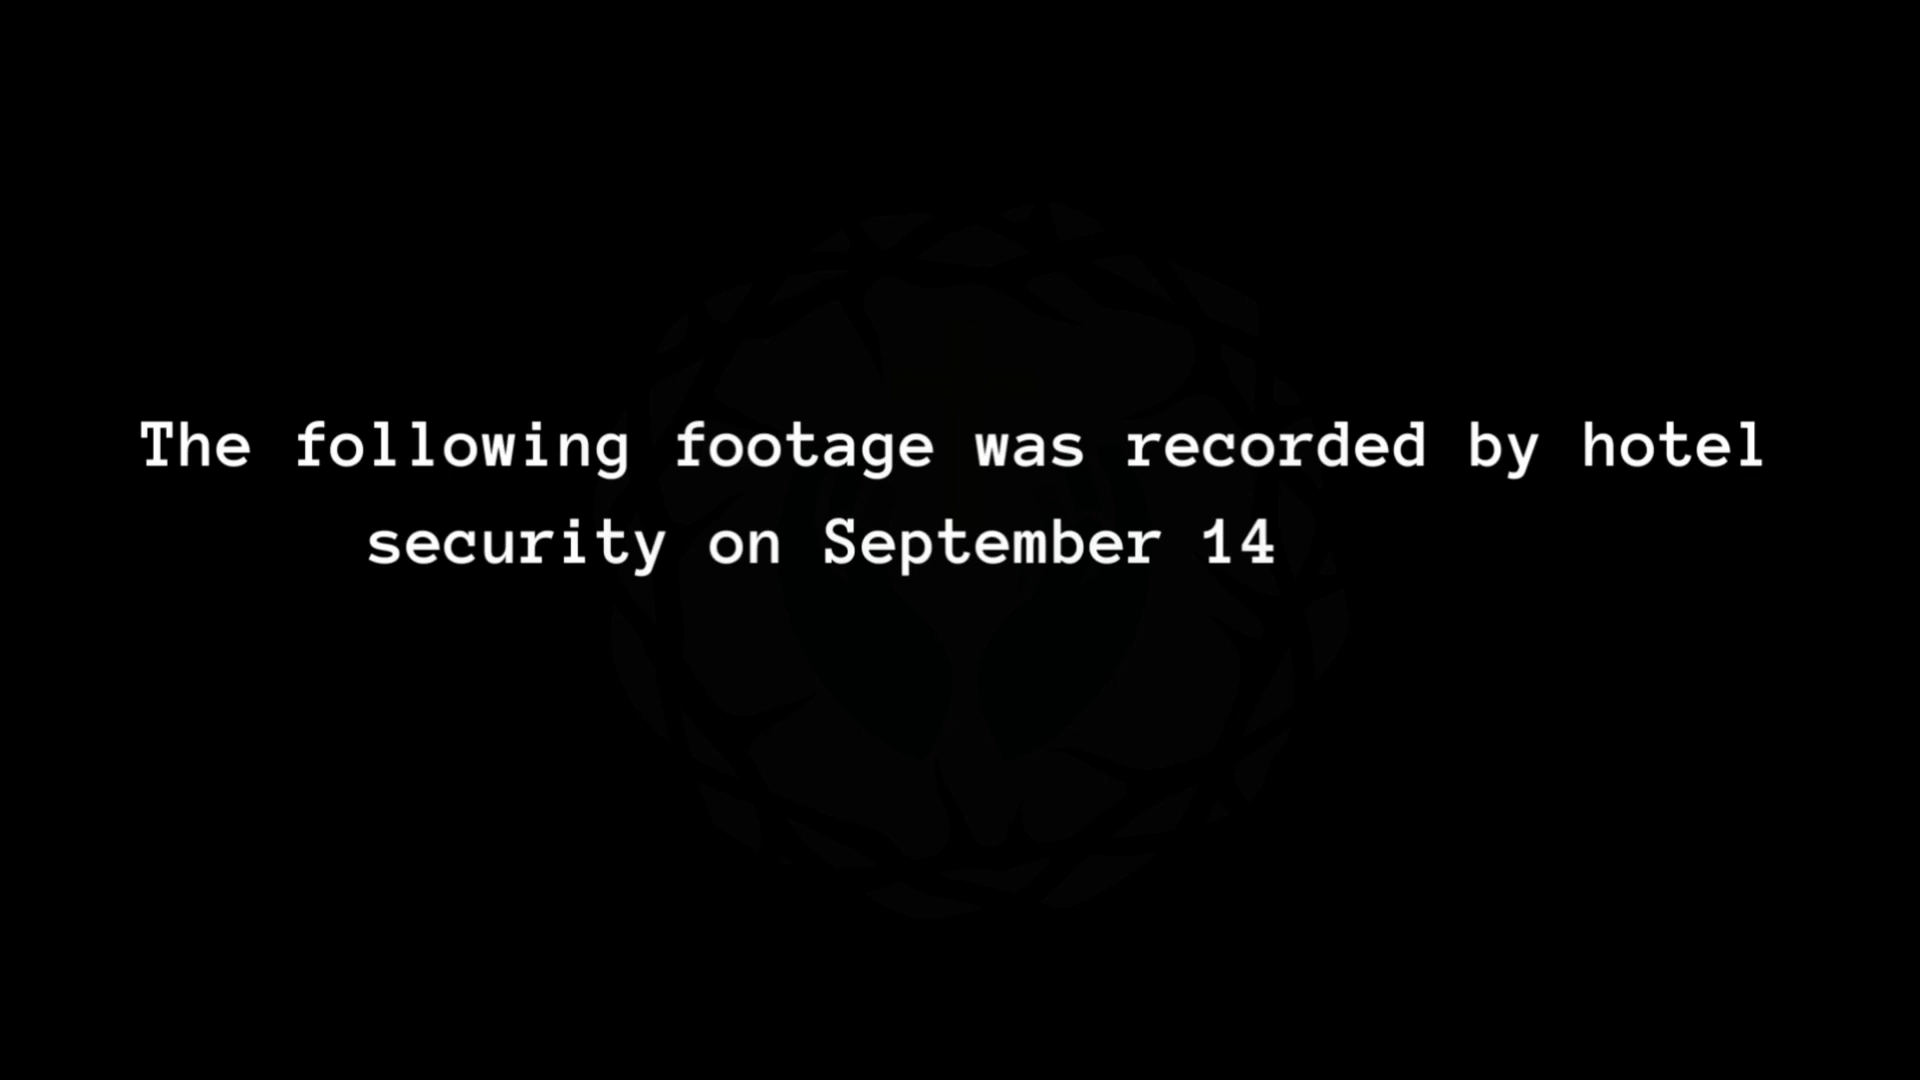 The following footage was recorded by hotel
security on September 14